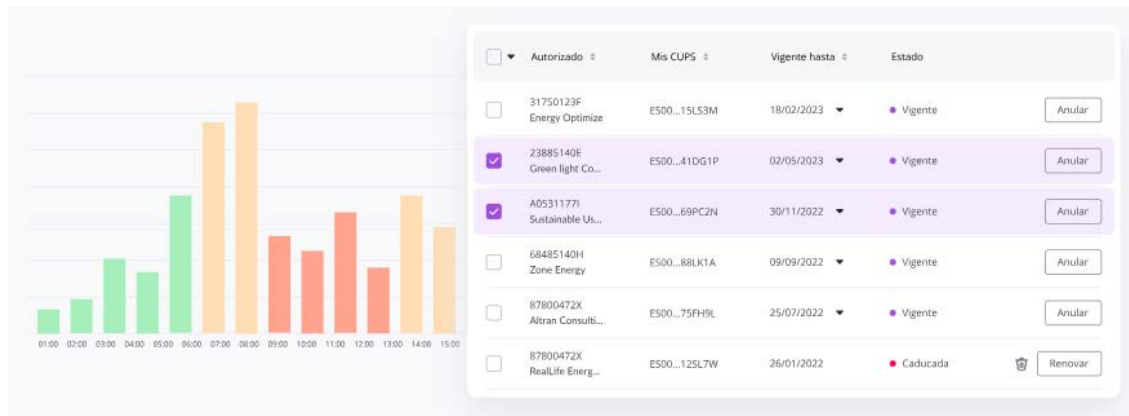 Autorizado Mis CUPS Vigente hasta Estado
31750123F
Energy Optimize
ES00...15LS3M 18/02/2023 Vigente Anular
23885140E
Green light Co...
ES00...41DG1P 02/05/2023 Vigente Anular
A0531177I
Sustainable Us...
ES00...69PC2N 30/11/2022 Vigente Anular
68485140H
Zone Energy
ES00...88LK1A 09/09/2022 Vigente Anular
87800472X
Altran Consulti...
ES00...75FH9L 25/07/2022 Vigente Anular
87800472X
RealLife Energ...
ES00...12SL7W 26/01/2022 Caducada Renovar
01:00 02:00 03:00 04:00 05:00 06:00 07:00 08:00 09:00 10:00 11:00 12:00 13:00 14:00 15:00